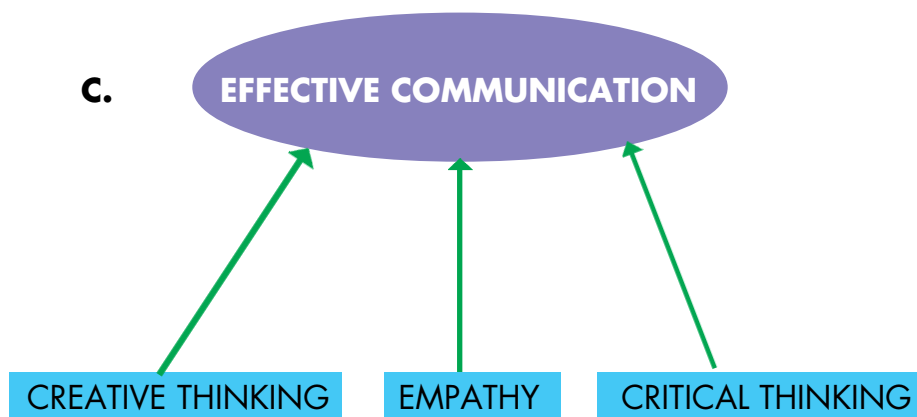 C. EFFECTIVE COMMUNICATION
CREATIVE THINKING EMPATHY CRITICAL THINKING